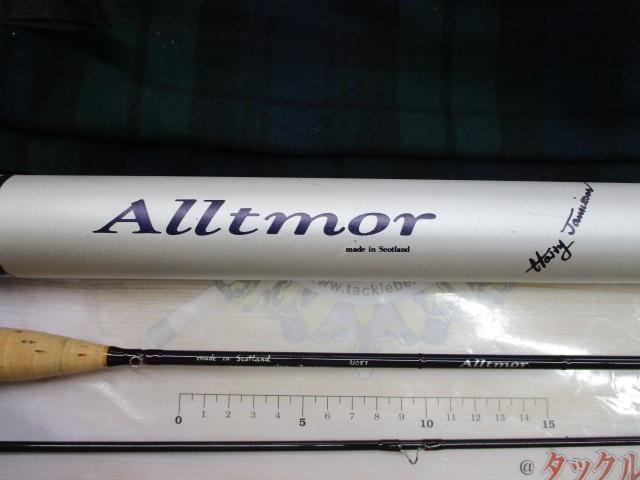 Alltmor
made in Scotland
Harry Jamieson
www.tacklebe
made in Scotland
Alltmor
0 1 2 3 4 5 6 7 8 9 10 11 12 13 14 15
@タックル